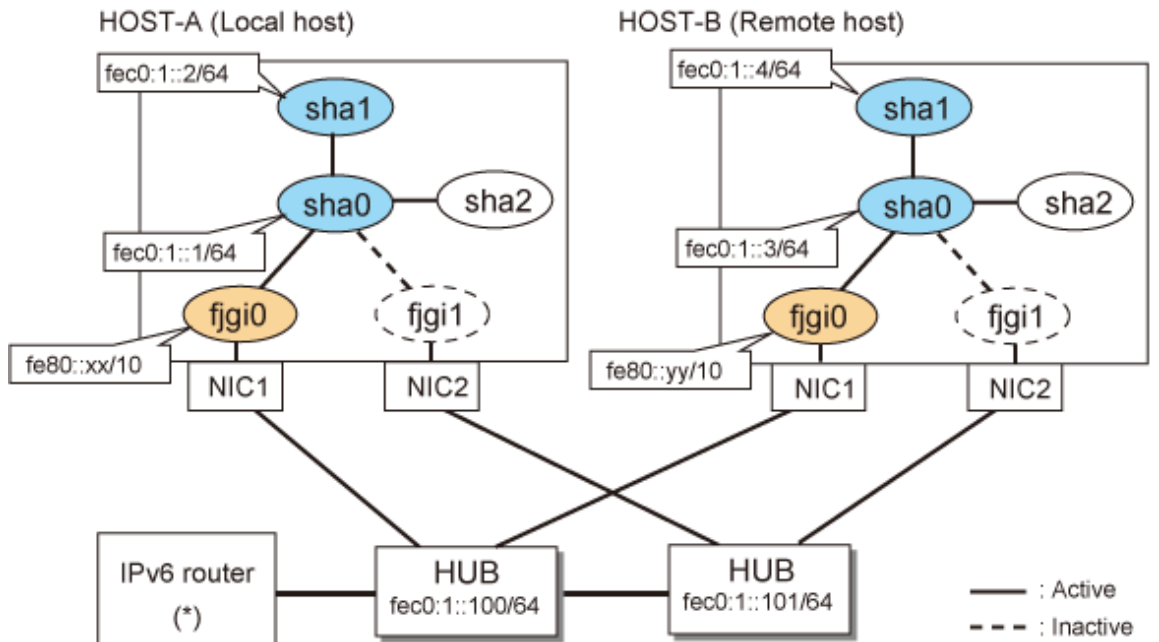 HOST-A (Local host)
HOST-B (Remote host)
fec0:1::2/64
fec0:1::4/64
sha1
sha1
sha0
sha2
sha0
sha2
fec0:1::1/64
fec0:1::3/64
fjgi0
fjgi1
fjgi0
fjgi1
fe80::xx/10
fe80::yy/10
NIC1
NIC2
NIC1
NIC2
IPv6 router
(*)
HUB
fec0:1::100/64
HUB
fec0:1::101/64
: Active
: Inactive